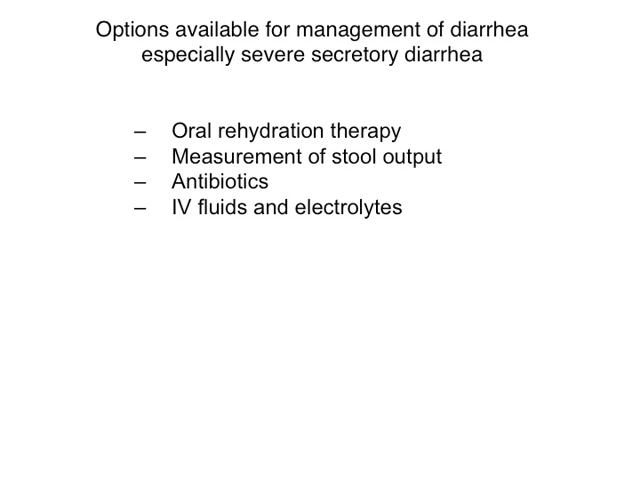 Options available for management of diarrhea
especially severe secretory diarrhea
– Oral rehydration therapy
– Measurement of stool output
– Antibiotics
– IV fluids and electrolytes